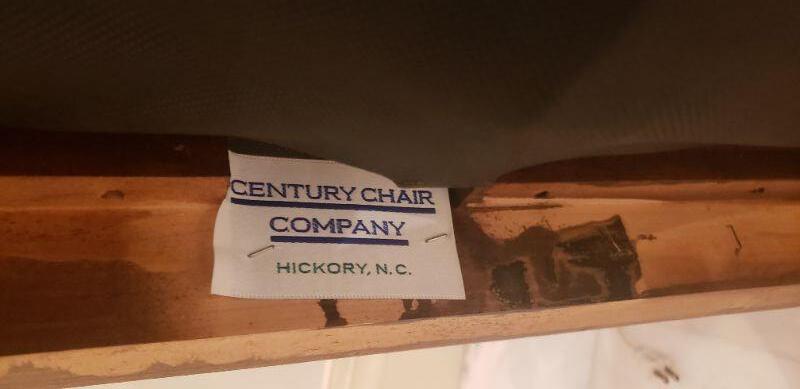 CENTURY CHAIR
COMPANY
HICKORY, N.C.